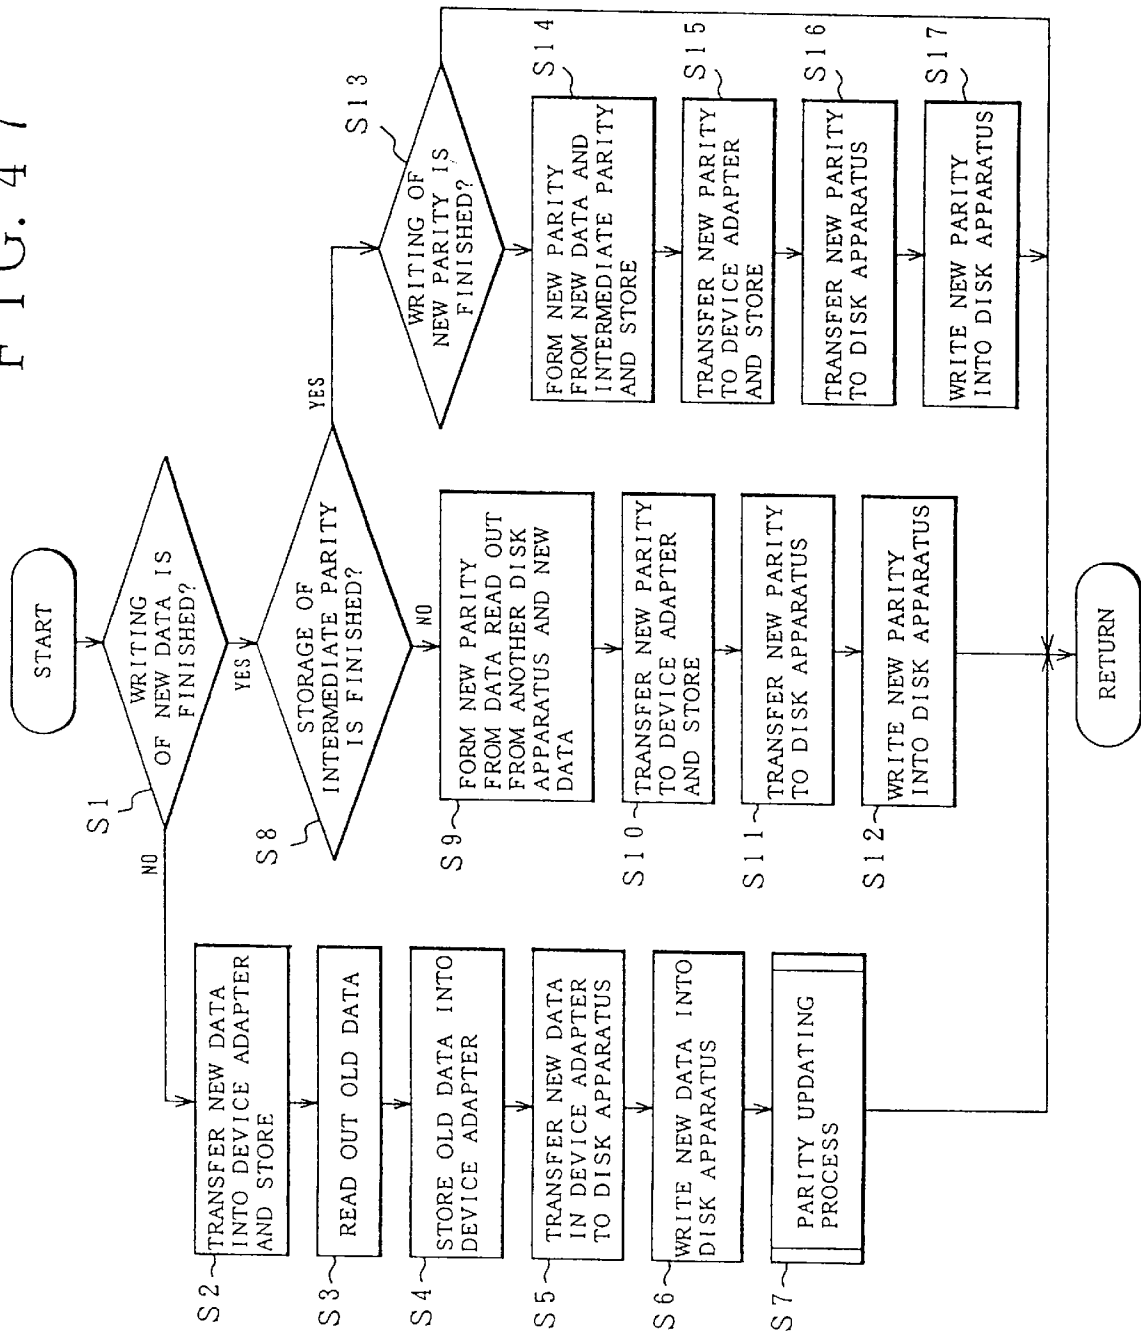 FIG. 47
START
S1
WRITING
OF NEW DATA IS
FINISHED?
NO
YES
S2
TRANSFER NEW DATA
INTO DEVICE ADAPTER
AND STORE
S3
READ OUT OLD DATA
S4
STORE OLD DATA INTO
DEVICE ADAPTER
S5
TRANSFER NEW DATA
IN DEVICE ADAPTER
TO DISK APPARATUS
S6
WRITE NEW DATA INTO
DISK APPARATUS
S7
PARITY UPDATING
PROCESS
S8
STORAGE OF
INTERMEDIATE PARITY
IS FINISHED?
YES
NO
S9
FORM NEW PARITY
FROM DATA READ OUT
FROM ANOTHER DISK
APPARATUS AND NEW
DATA
S10
TRANSFER NEW PARITY
TO DEVICE ADAPTER
AND STORE
S11
TRANSFER NEW PARITY
TO DISK APPARATUS
S12
WRITE NEW PARITY
INTO DISK APPARATUS
S13
WRITING OF
NEW PARITY IS
FINISHED?
S14
FORM NEW PARITY
FROM NEW DATA AND
INTERMEDIATE PARITY
AND STORE
S15
TRANSFER NEW PARITY
TO DEVICE ADAPTER
AND STORE
S16
TRANSFER NEW PARITY
TO DISK APPARATUS
S17
WRITE NEW PARITY
INTO DISK APPARATUS
RETURN